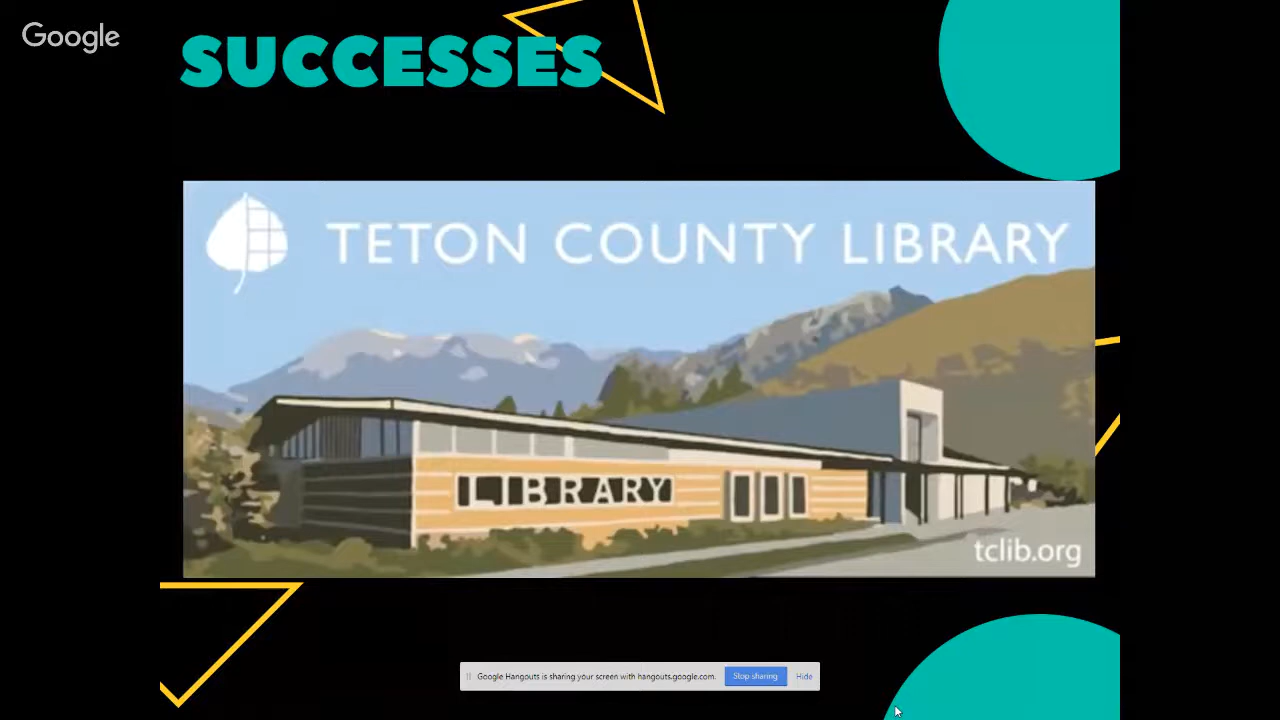 Google
SUCCESSES
TETON COUNTY LIBRARY
LIBRARY
tclib.org
Google Hangouts is sharing your screen with hangouts.google.com.
Stop sharing
Hide